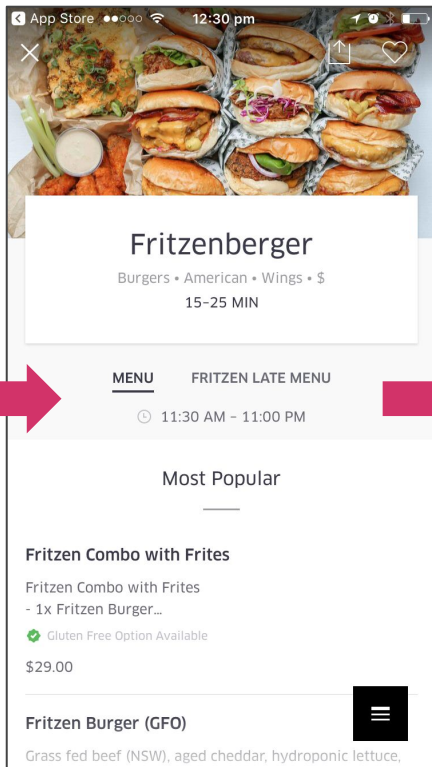 App Store
12:30 pm
Fritzenberger
Burgers • American • Wings • $
15-25 MIN
MENU
FRITZEN LATE MENU
11:30 AM - 11:00 PM
Most Popular
Fritzen Combo with Frites
Fritzen Combo with Frites
- 1x Fritzen Burger...
Gluten Free Option Available
$29.00
Fritzen Burger (GFO)
Grass fed beef (NSW), aged cheddar, hydroponic lettuce,